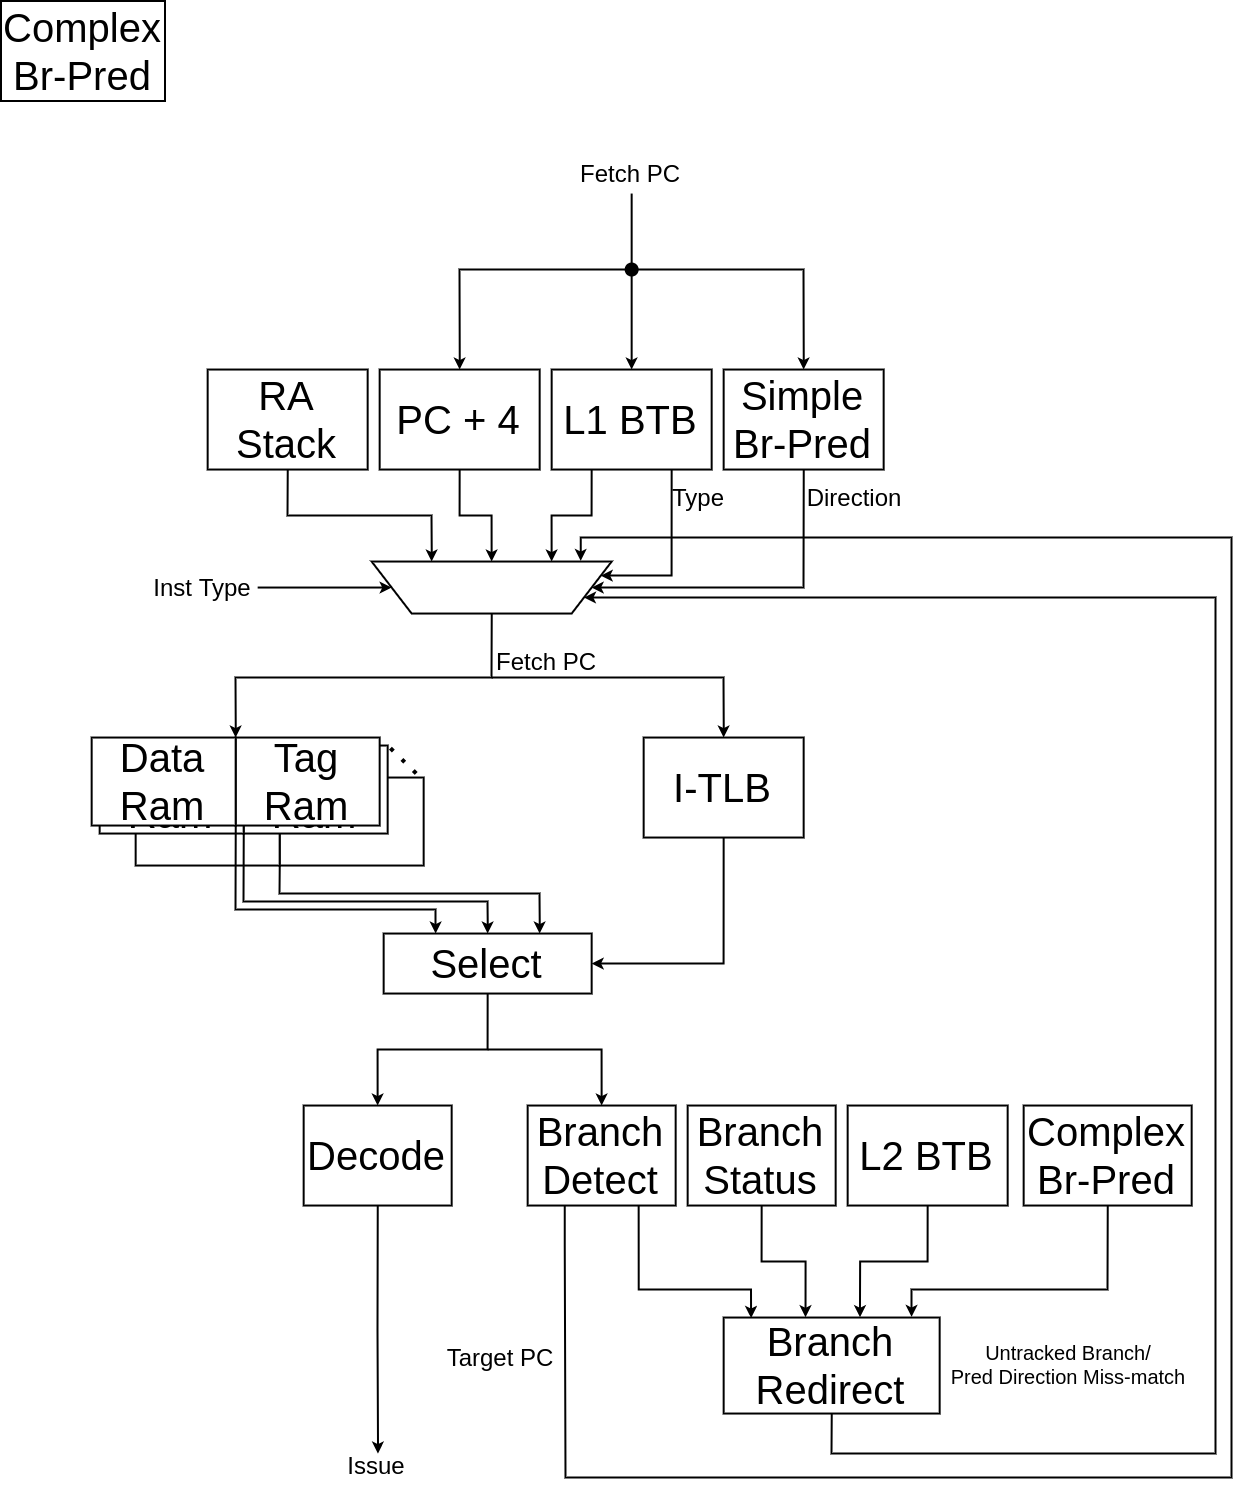 Complex
Br-Pred
Fetch PC
RA
Stack
PC + 4
L1 BTB
Simple
Br-Pred
Type
Direction
Inst Type
Fetch PC
Data
Ram
Tag
Ram
I-TLB
Select
Decode
Branch
Detect
Branch
Status
L2 BTB
Complex
Br-Pred
Target PC
Branch
Redirect
Untracked Branch/
Pred Direction Miss-match
Issue